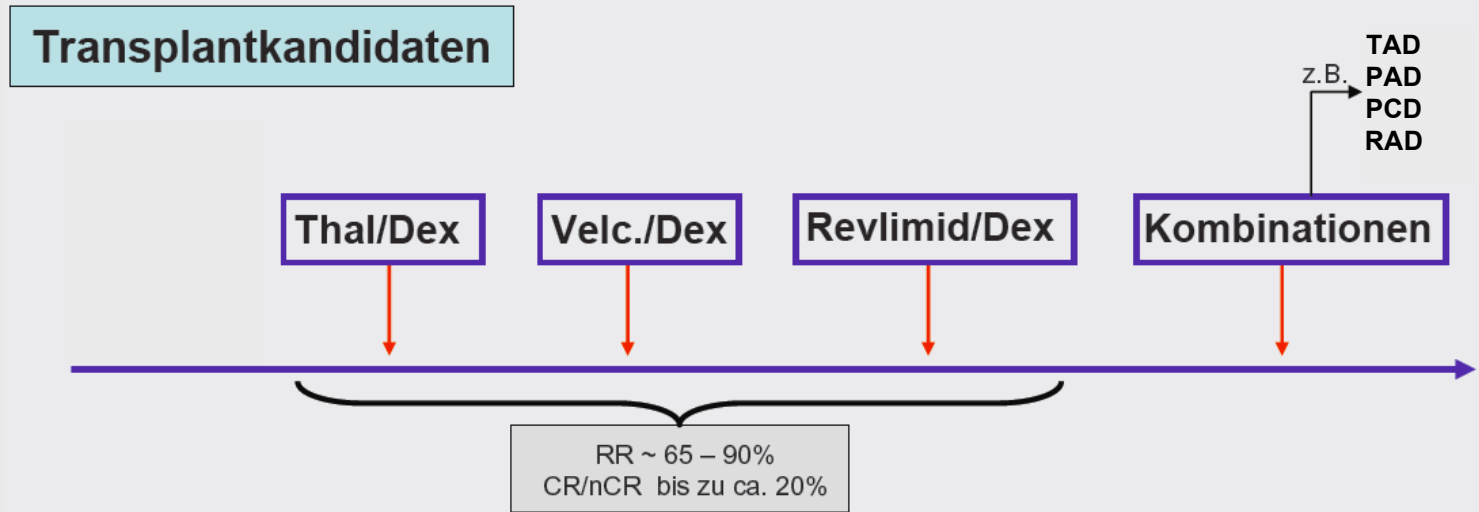 Transplantkandidaten
z.B.
TAD
PAD
PCD
RAD
Thal/Dex
Velc./Dex
Revlimid/Dex
Kombinationen
RR ~ 65 – 90%
CR/nCR bis zu ca. 20%